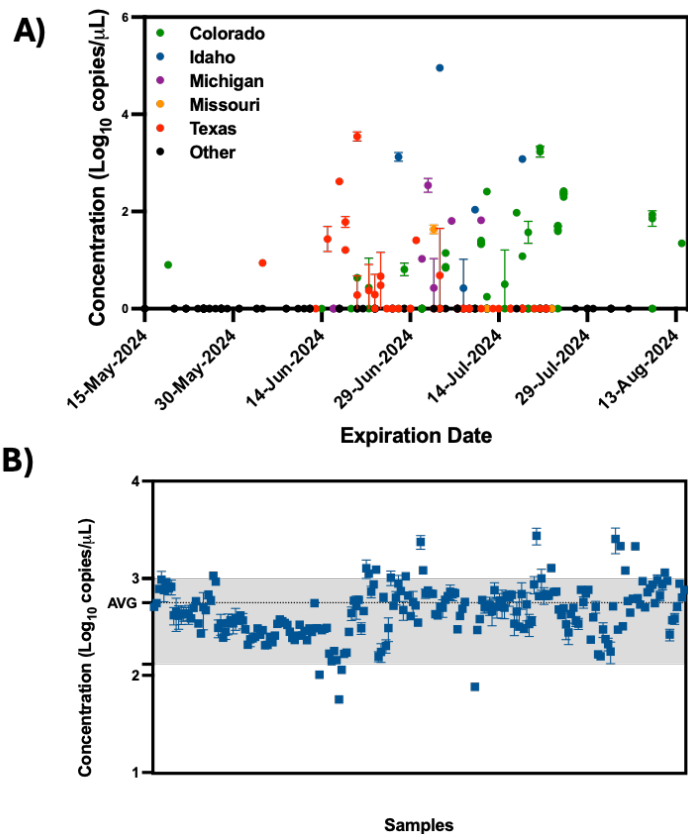 A)
Concentration (Log10 copies/μL)
6
4
2
0
Colorado
Idaho
Michigan
Missouri
Texas
Other
15-May-2024
30-May-2024
14-Jun-2024
29-Jun-2024
14-Jul-2024
29-Jul-2024
13-Aug-2024
Expiration Date
B)
Concentration (Log10 copies/μL)
4
3
AVG
2
1
Samples